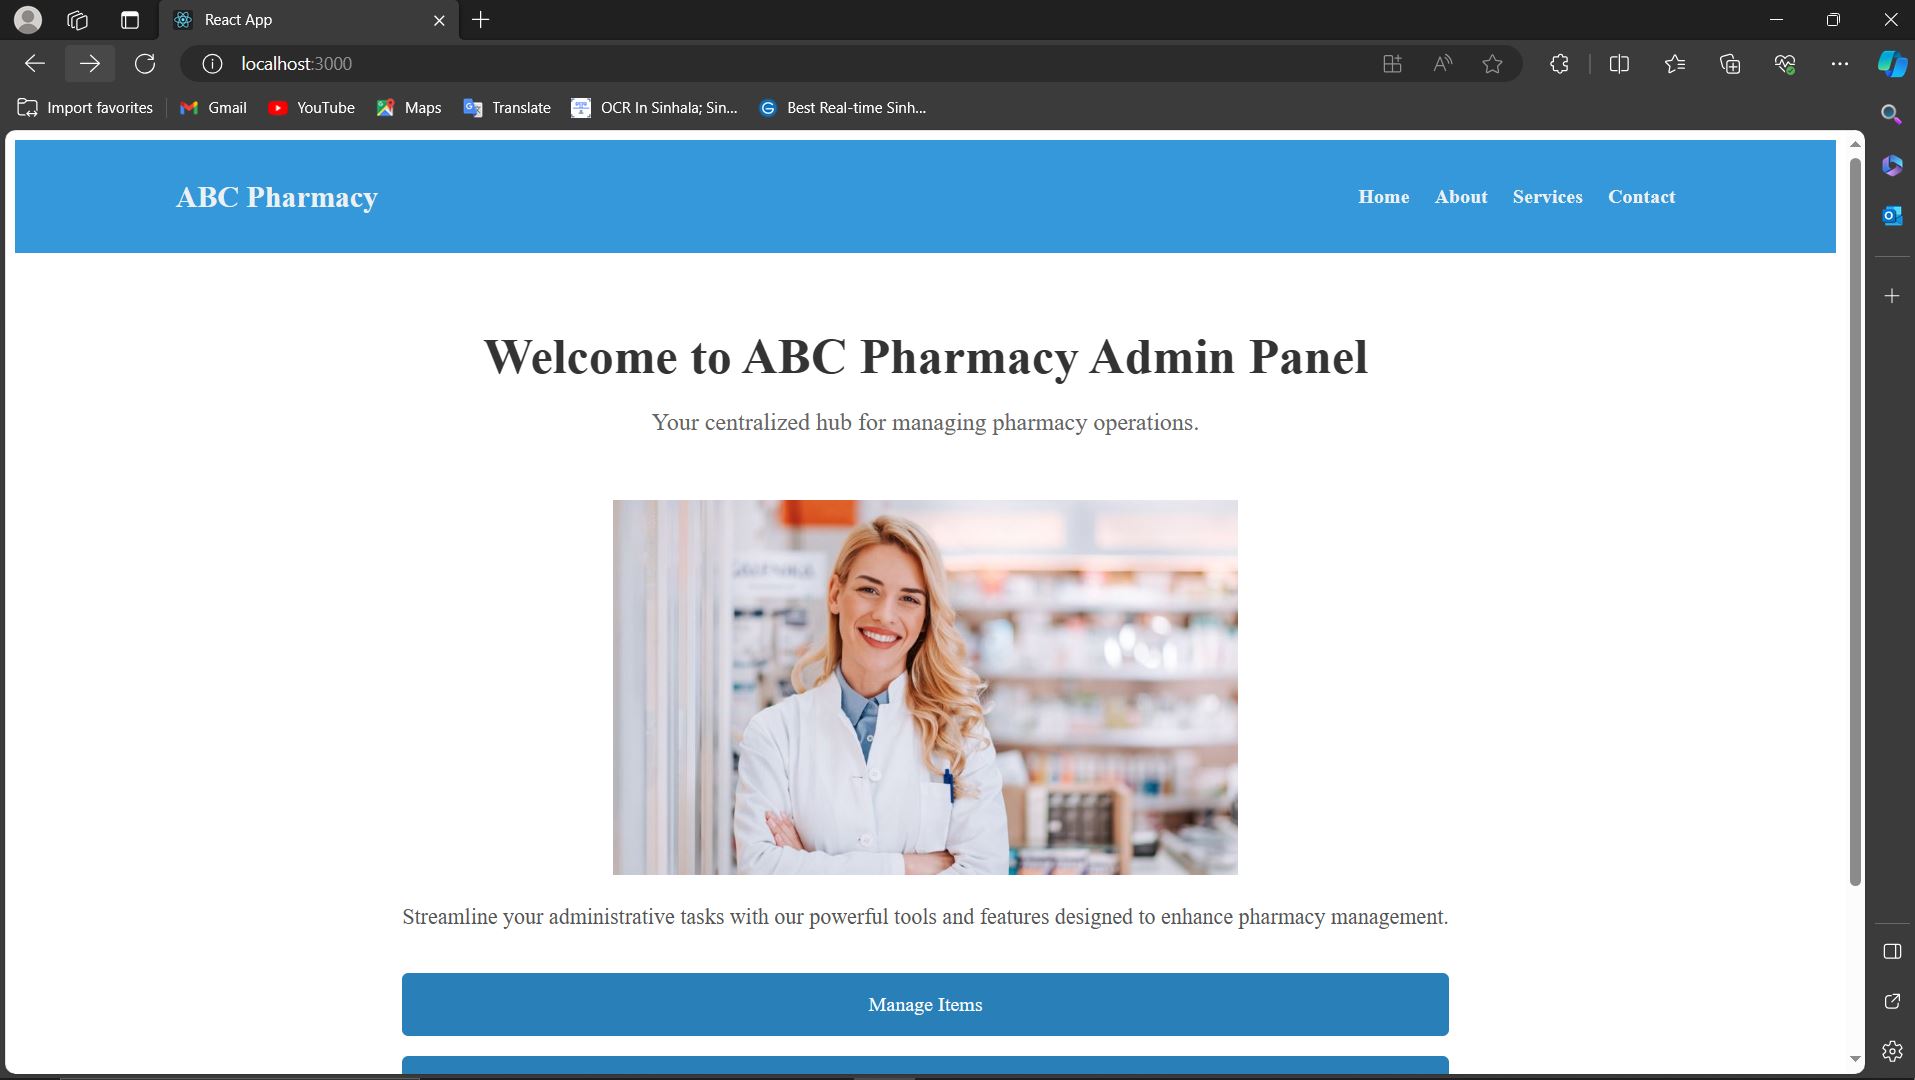 React App
localhost:3000
Import favorites
Gmail
YouTube
Maps
Translate
OCR In Sinhala; Sin...
Best Real-time Sinh...
ABC Pharmacy
Home About Services Contact
Welcome to ABC Pharmacy Admin Panel
Your centralized hub for managing pharmacy operations.
Streamline your administrative tasks with our powerful tools and features designed to enhance pharmacy management.
Manage Items